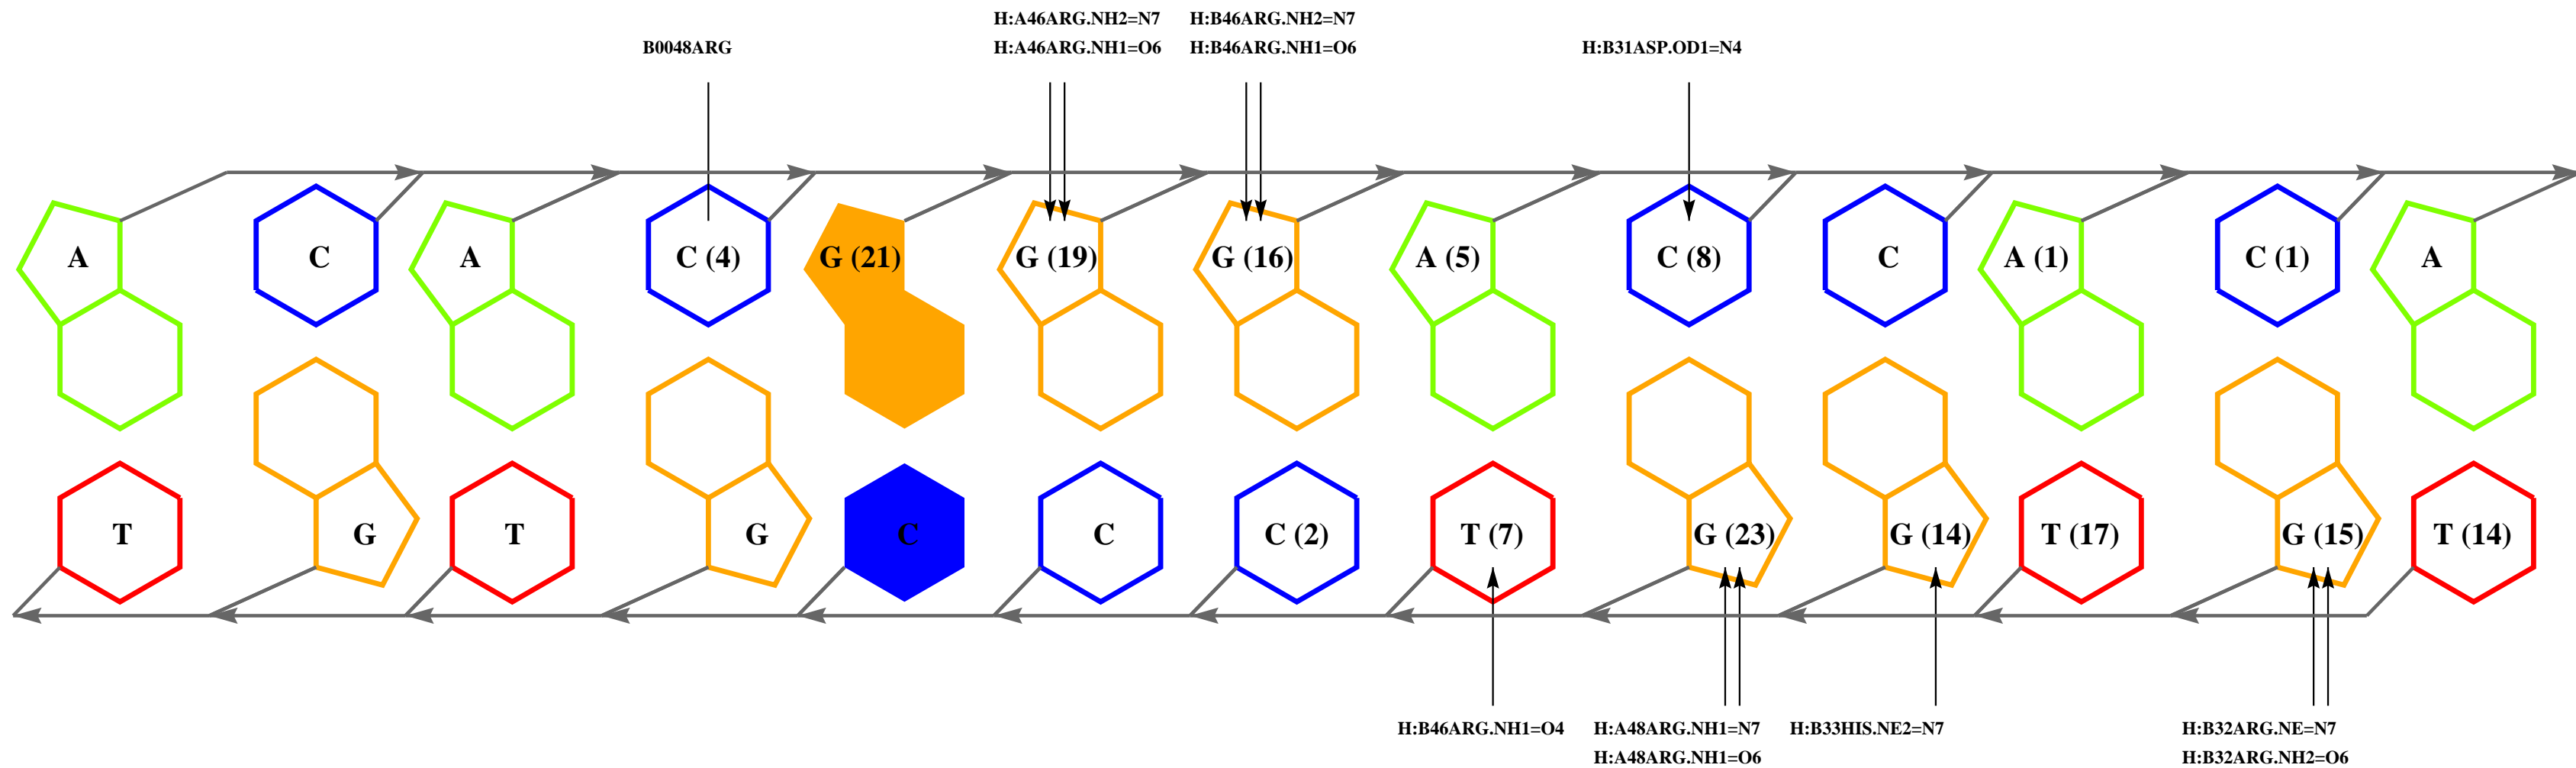 H:A46ARG.NH2=N7 H:B46ARG.NH2=N7
B0048ARG H:A46ARG.NH1=O6 H:B46ARG.NH1=O6 H:B31ASP.OD1=N4
A C A C (4) G (21) G (19) G (16) A (5) C (8) C A (1) C (1) A
T G T G C C C (2) T (7) G (23) G (14) T (17) G (15) T (14)
H:B46ARG.NH1=O4 H:A48ARG.NH1=N7 H:B33HIS.NE2=N7 H:B32ARG.NE=N7
H:A48ARG.NH1=O6 H:B32ARG.NH2=O6